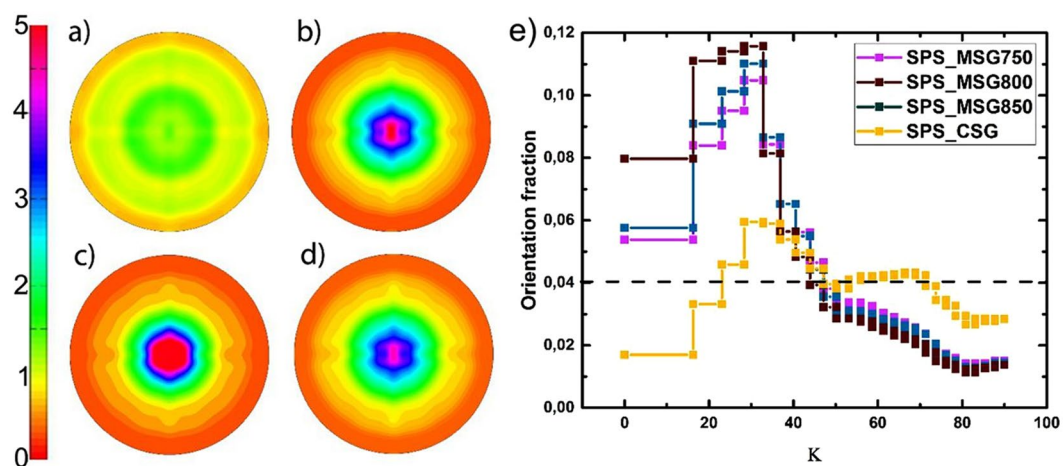 a)
b)
c)
d)
e)
5
4
3
2
1
0
0,12
0,10
0,08
0,06
0,04
0,02
0,00
Orientation fraction
SPS_MSG750
SPS_MSG800
SPS_MSG850
SPS_CSG
0 20 40 60 80 100
K